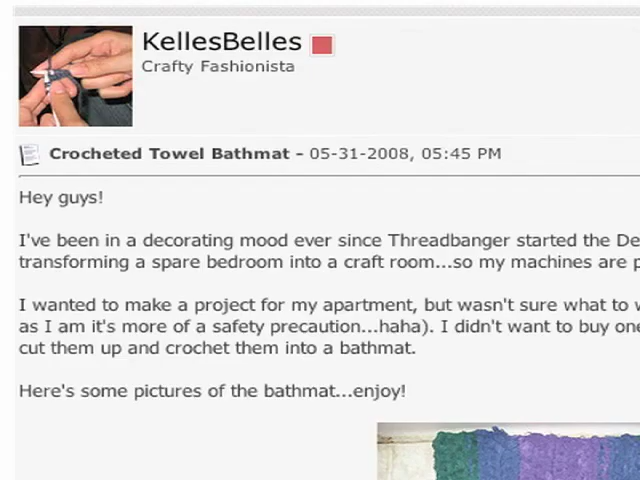 KellesBelles
Crafty Fashionista
Crocheted Towel Bathmat - 05-31-2008, 05:45 PM
Hey guys!
I've been in a decorating mood ever since Threadbanger started the De
transforming a spare bedroom into a craft room...so my machines are p
I wanted to make a project for my apartment, but wasn't sure what to w
as I am it's more of a safety precaution...haha). I didn't want to buy one
cut them up and crochet them into a bathmat.
Here's some pictures of the bathmat...enjoy!